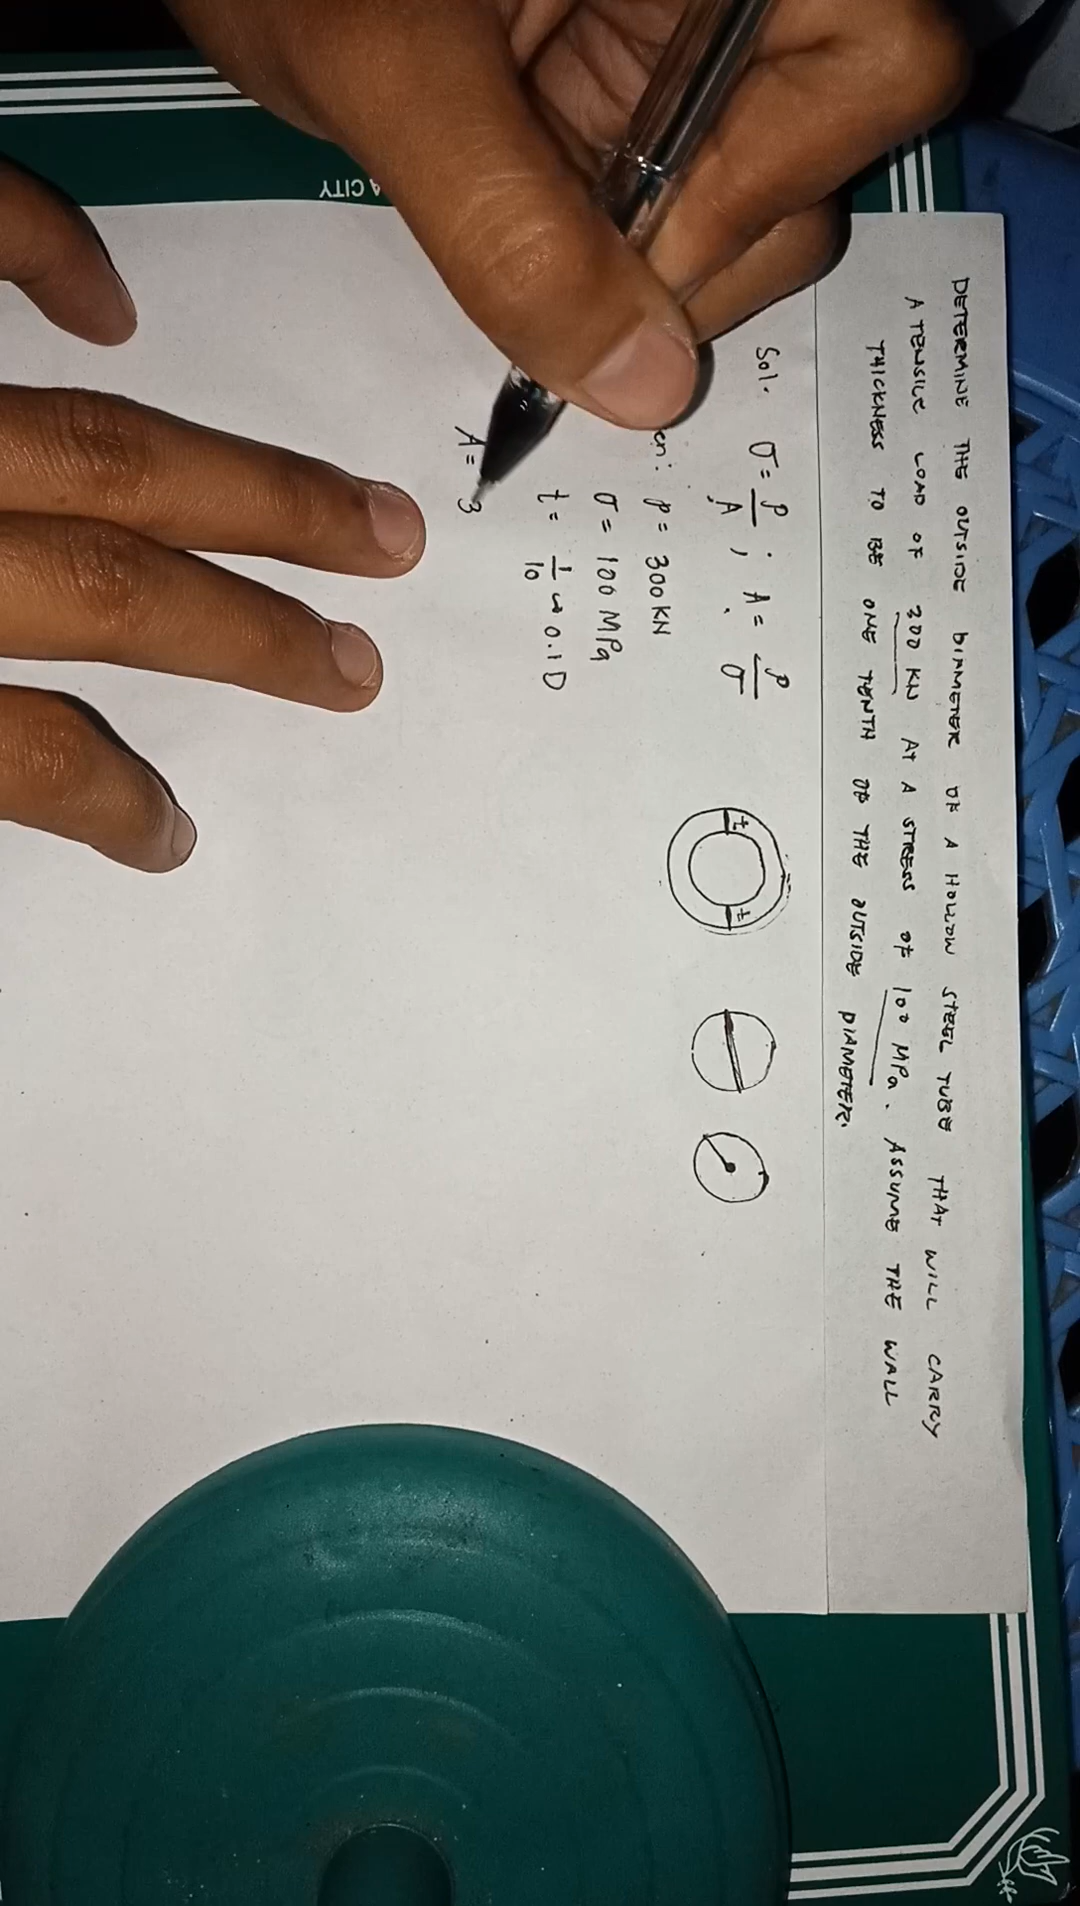 DETERMINE THE OUTSIDE DIAMETER OF A HOLLOW STEEL TUBE THAT WILL CARRY
A TENSILE LOAD OF 300 KN AT A STRESS OF 100 MPa. ASSUME THE WALL
THICKNESS TO BE ONE TENTH OF THE OUTSIDE DIAMETER.
Sol. σ = P/A ; A = P/σ
t t
en: P = 300 KN
σ = 100 MPa
t = 1/10 → 0.1 D
A = 3
A CITY